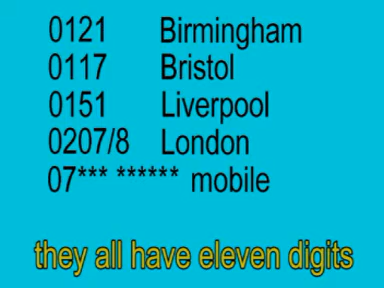 0121 Birmingham
0117 Bristol
0151 Liverpool
0207/8 London
07*** ****** mobile
they all have eleven digits